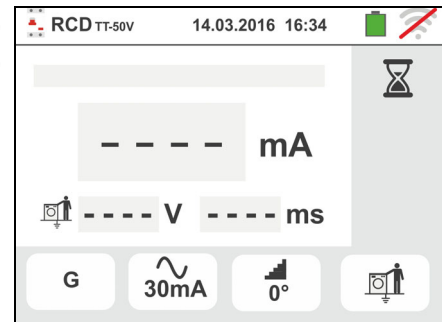 RCD TT-50V 14.03.2016 16:34
- - - - mA
- - - - V - - - - ms
G 30mA 0°